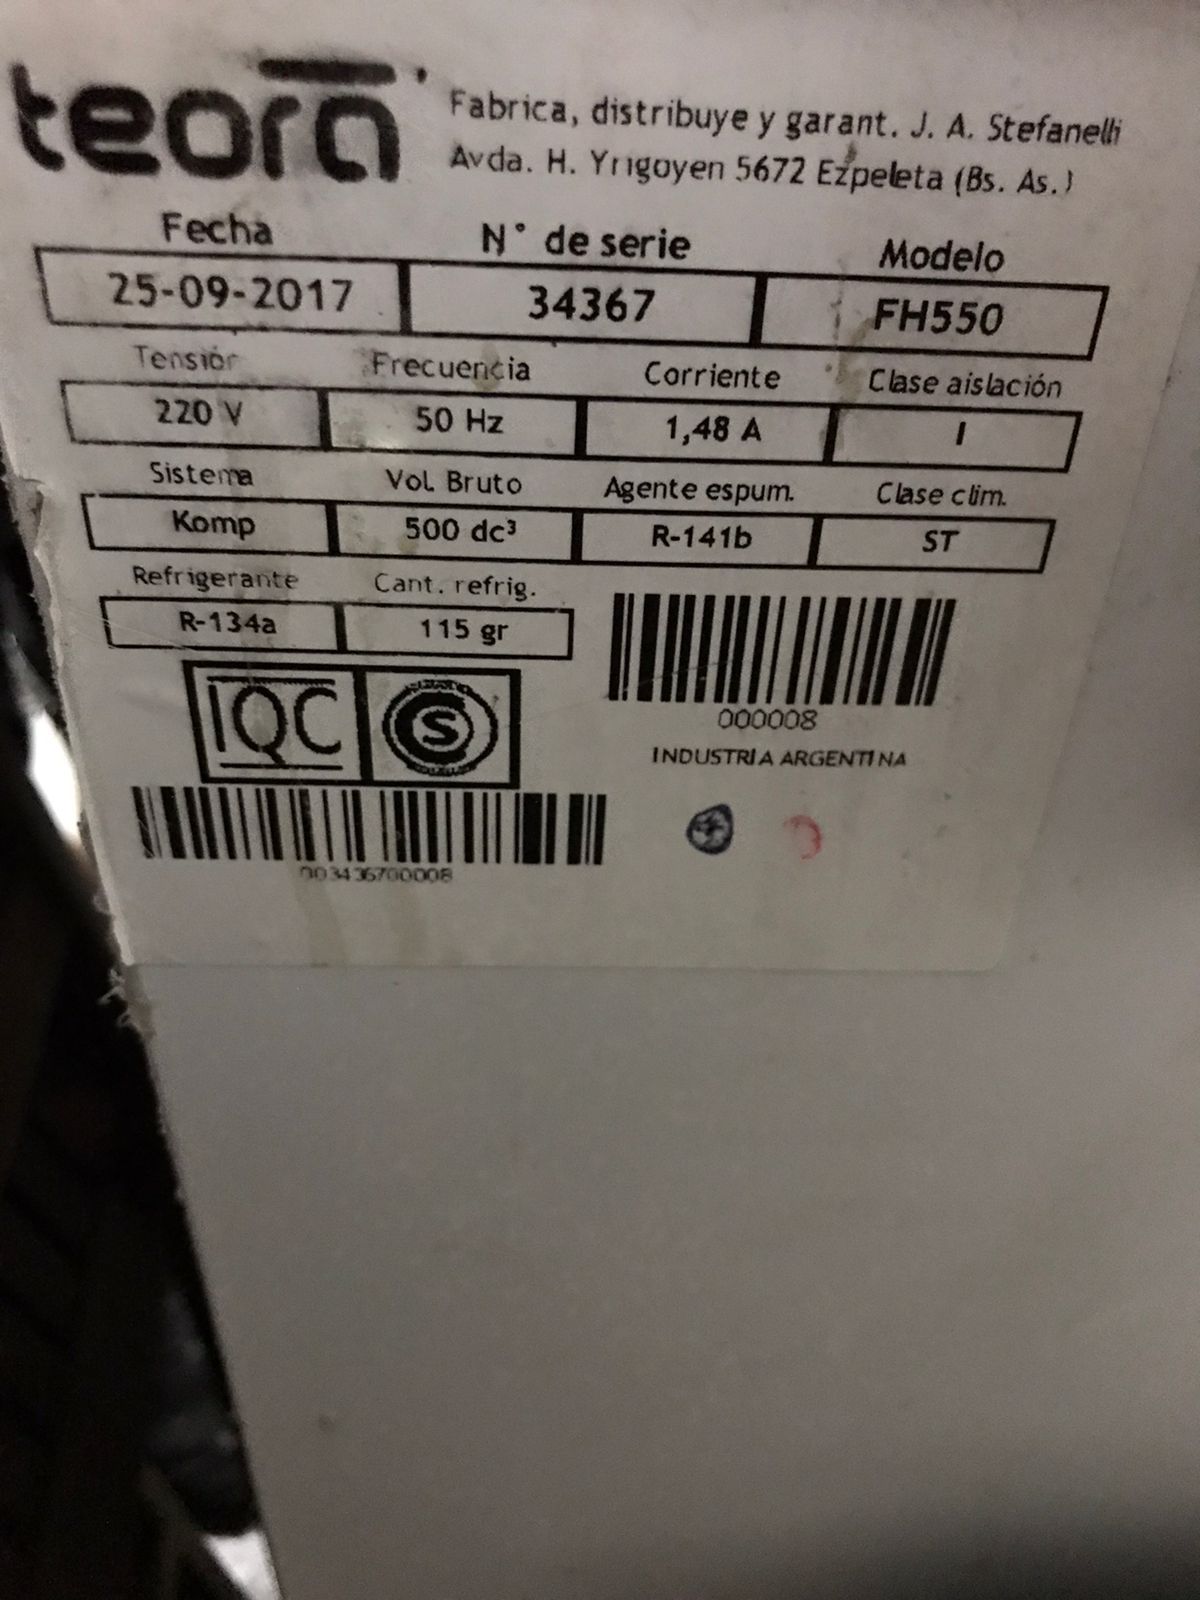 teora
Fabrica, distribuye y garant. J. A. Stefanelli
Avda. H. Yrigoyen 5672 Ezpeleta (Bs. As.)
Fecha N° de serie Modelo
25-09-2017 34367 FH550
Tensión Frecuencia Corriente Clase aislación
220 V 50 Hz 1,48 A I
Sistema Vol. Bruto Agente espum. Clase clim.
Komp 500 dc³ R-141b ST
Refrigerante Cant. refrig.
R-134a 115 gr
IQC S
000008
INDUSTRIA ARGENTINA
003436700008